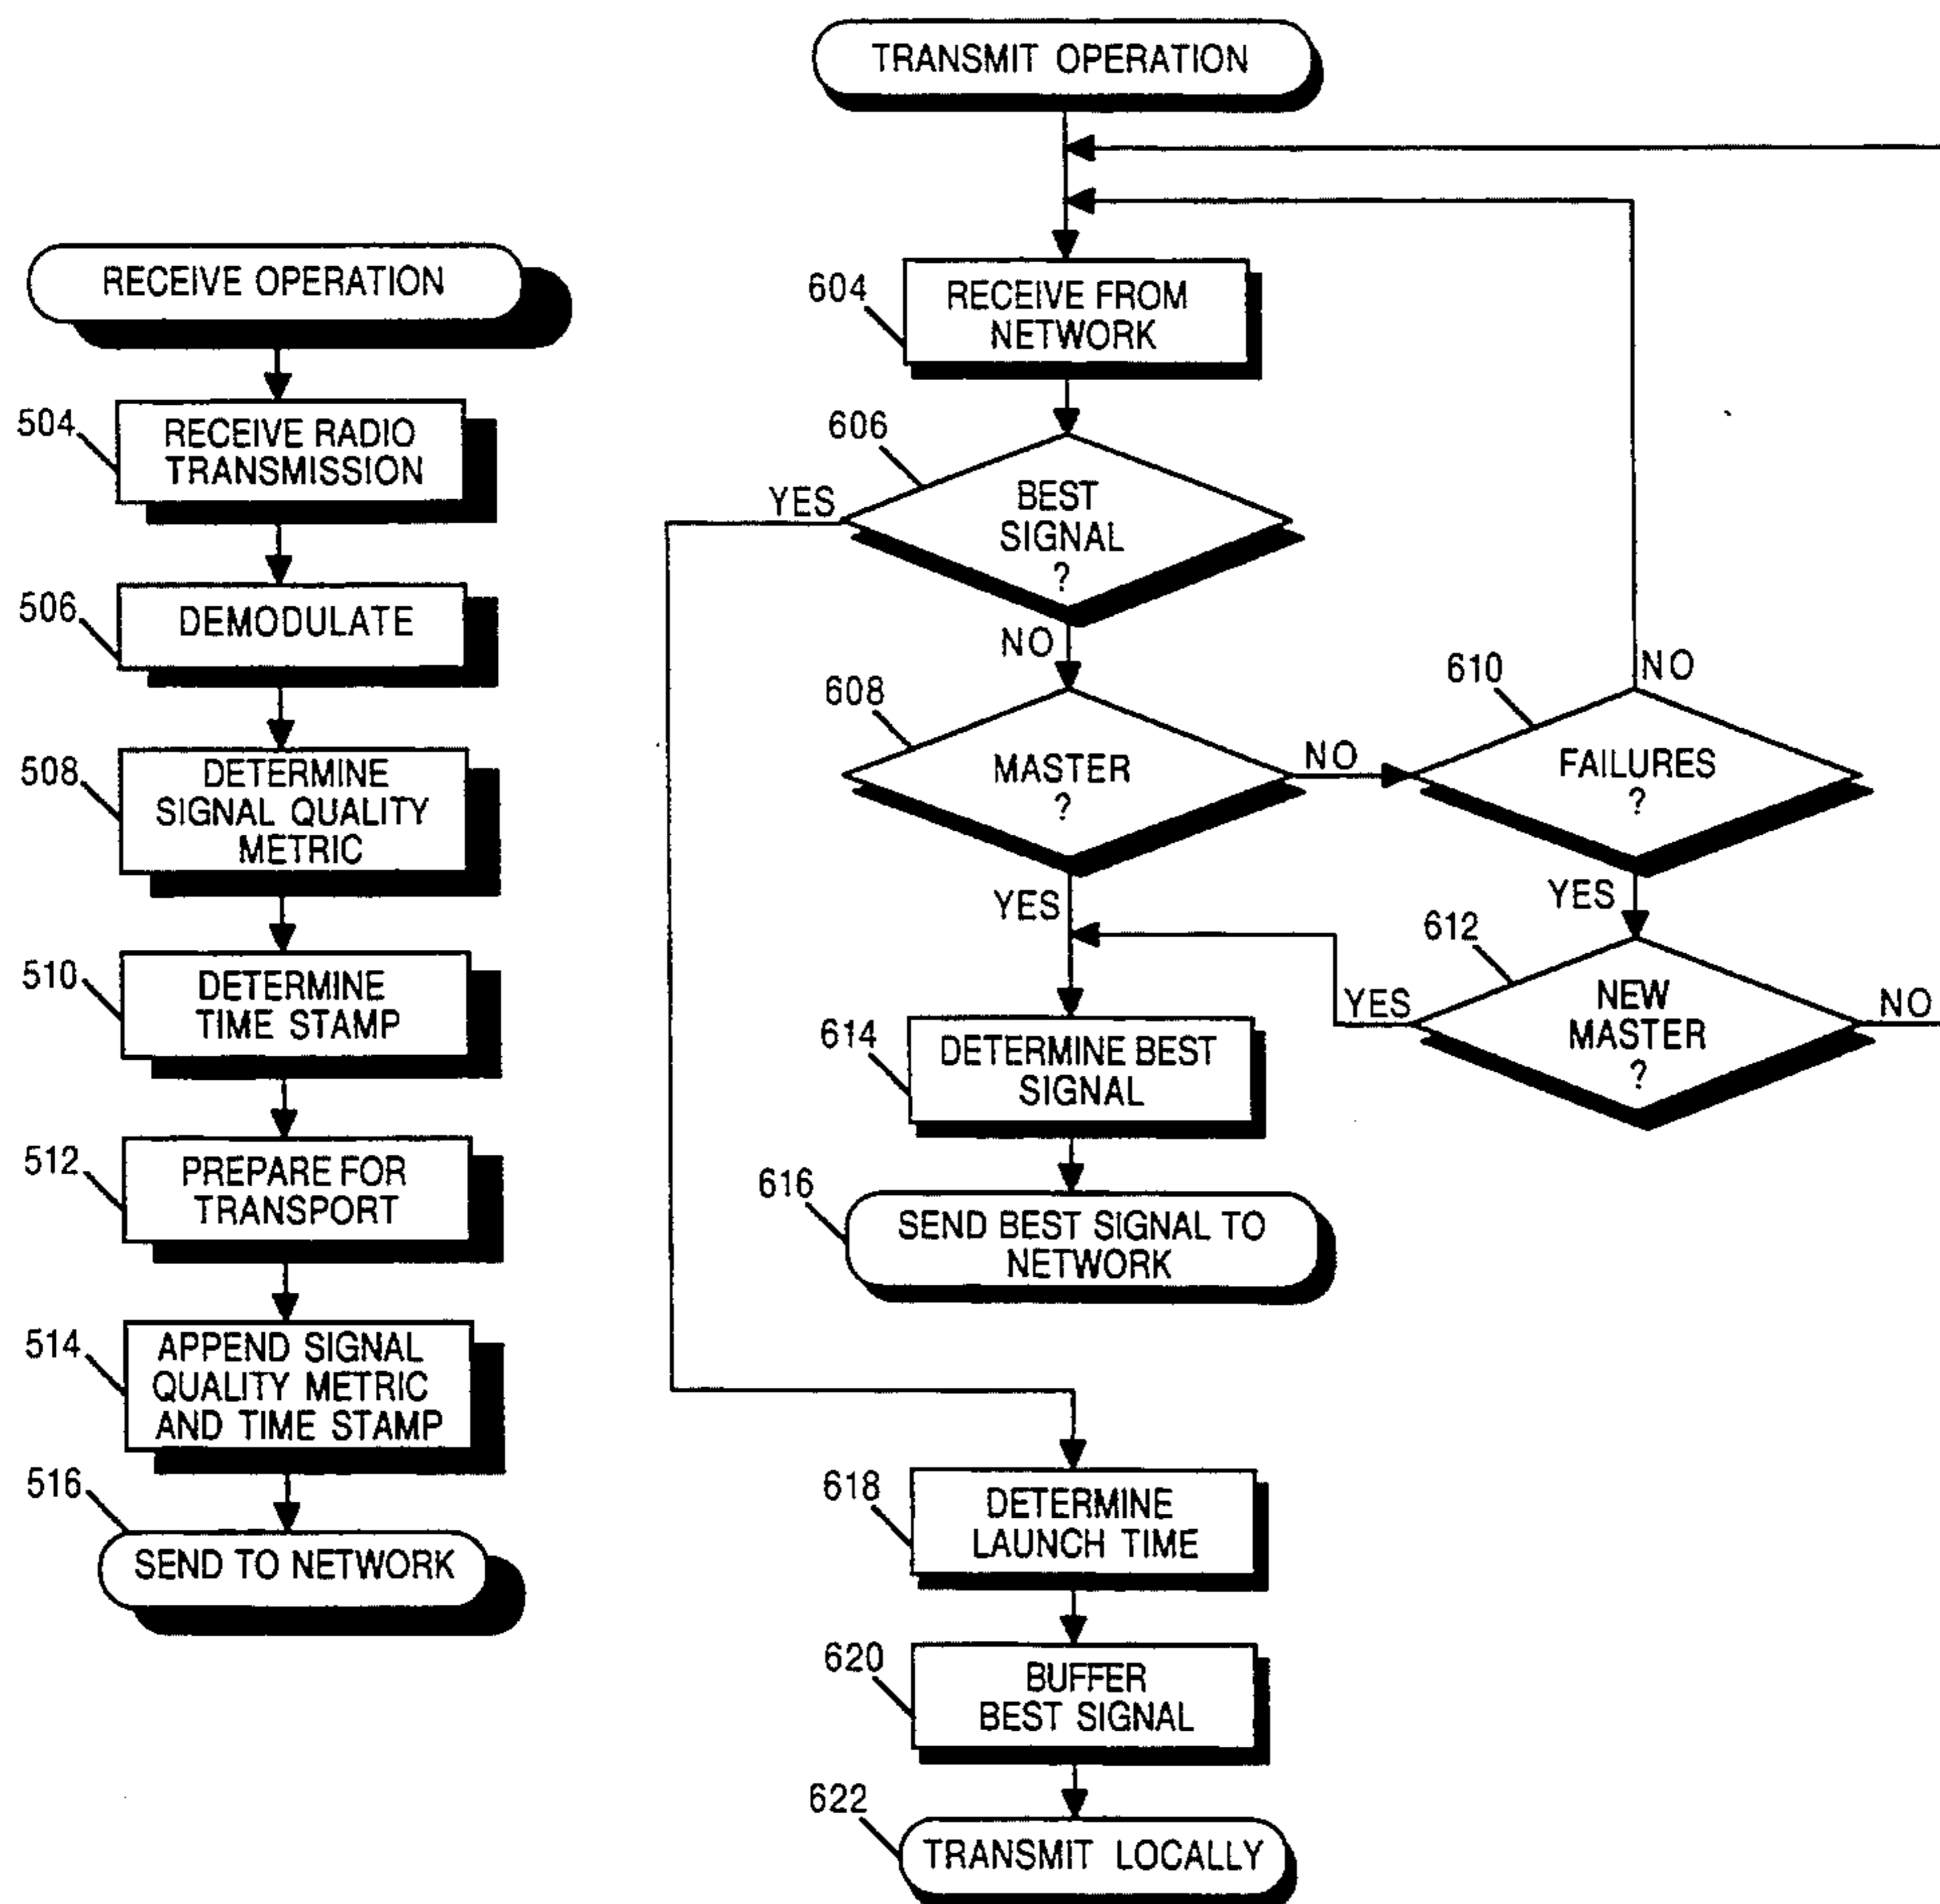 RECEIVE OPERATION
504
RECEIVE RADIO
TRANSMISSION
506
DEMODULATE
508
DETERMINE
SIGNAL QUALITY
METRIC
510
DETERMINE
TIME STAMP
512
PREPARE FOR
TRANSPORT
514
APPEND SIGNAL
QUALITY METRIC
AND TIME STAMP
516
SEND TO NETWORK
TRANSMIT OPERATION
604
RECEIVE FROM
NETWORK
606
YES
BEST
SIGNAL
?
NO
608
MASTER
?
NO
YES
610
NO
FAILURES
?
YES
612
YES
NEW
MASTER
?
NO
614
DETERMINE BEST
SIGNAL
616
SEND BEST SIGNAL TO
NETWORK
618
DETERMINE
LAUNCH TIME
620
BUFFER
BEST SIGNAL
622
TRANSMIT LOCALLY